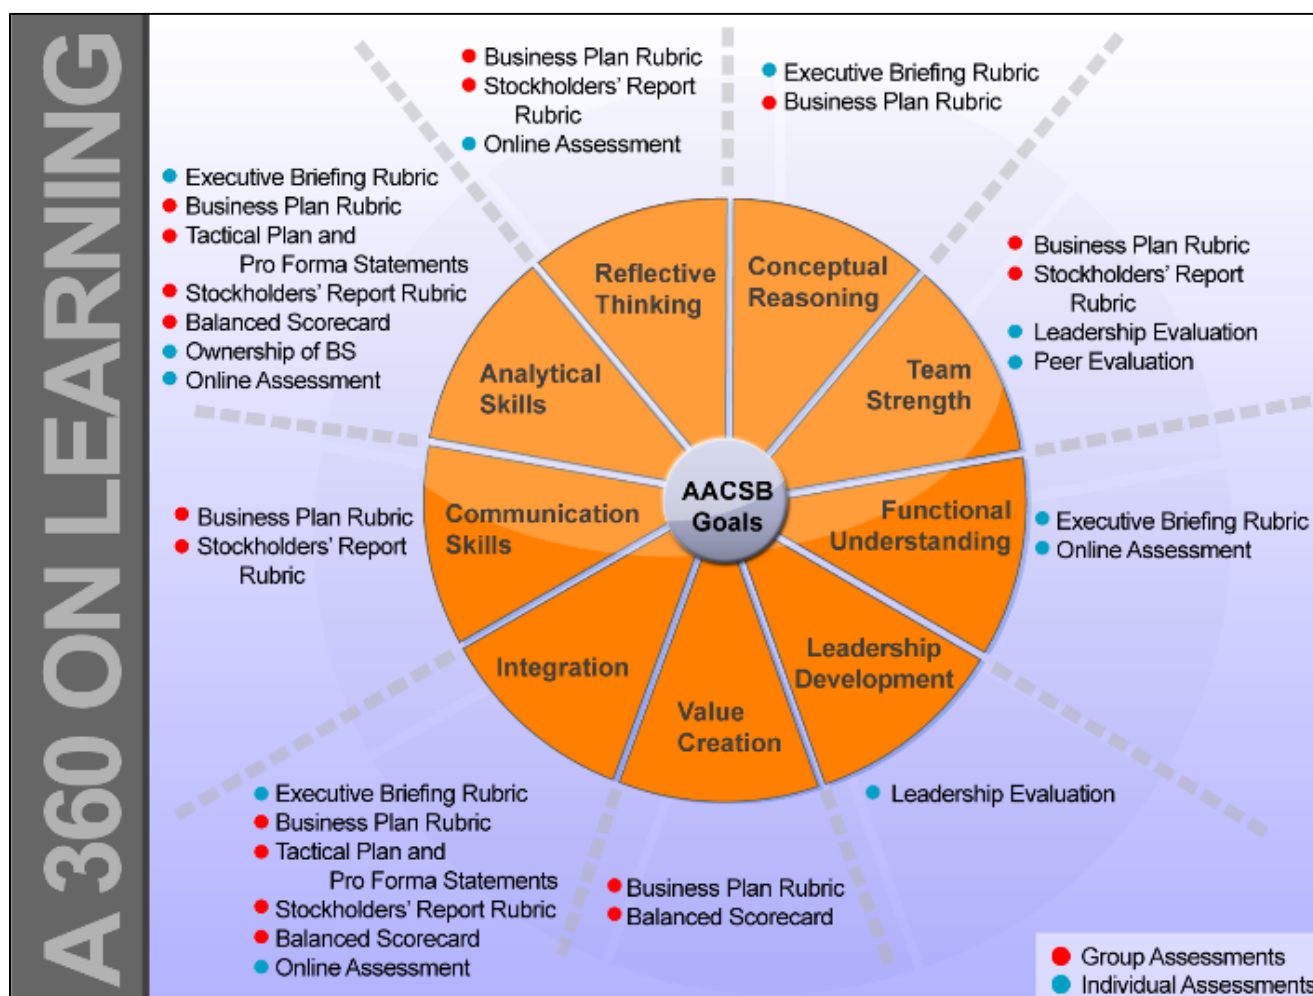 A 360 ON LEARNING
Business Plan Rubric
Stockholders' Report
Rubric
Online Assessment
Executive Briefing Rubric
Business Plan Rubric
Executive Briefing Rubric
Business Plan Rubric
Tactical Plan and
Pro Forma Statements
Stockholders' Report Rubric
Balanced Scorecard
Ownership of BS
Online Assessment
Business Plan Rubric
Stockholders' Report
Rubric
Leadership Evaluation
Peer Evaluation
Reflective
Thinking
Conceptual
Reasoning
Analytical
Skills
Team
Strength
AACSB
Goals
Communication
Skills
Functional
Understanding
Integration
Value
Creation
Leadership
Development
Business Plan Rubric
Stockholders' Report
Rubric
Executive Briefing Rubric
Online Assessment
Executive Briefing Rubric
Business Plan Rubric
Tactical Plan and
Pro Forma Statements
Stockholders' Report Rubric
Balanced Scorecard
Online Assessment
Business Plan Rubric
Balanced Scorecard
Leadership Evaluation
Group Assessments
Individual Assessments